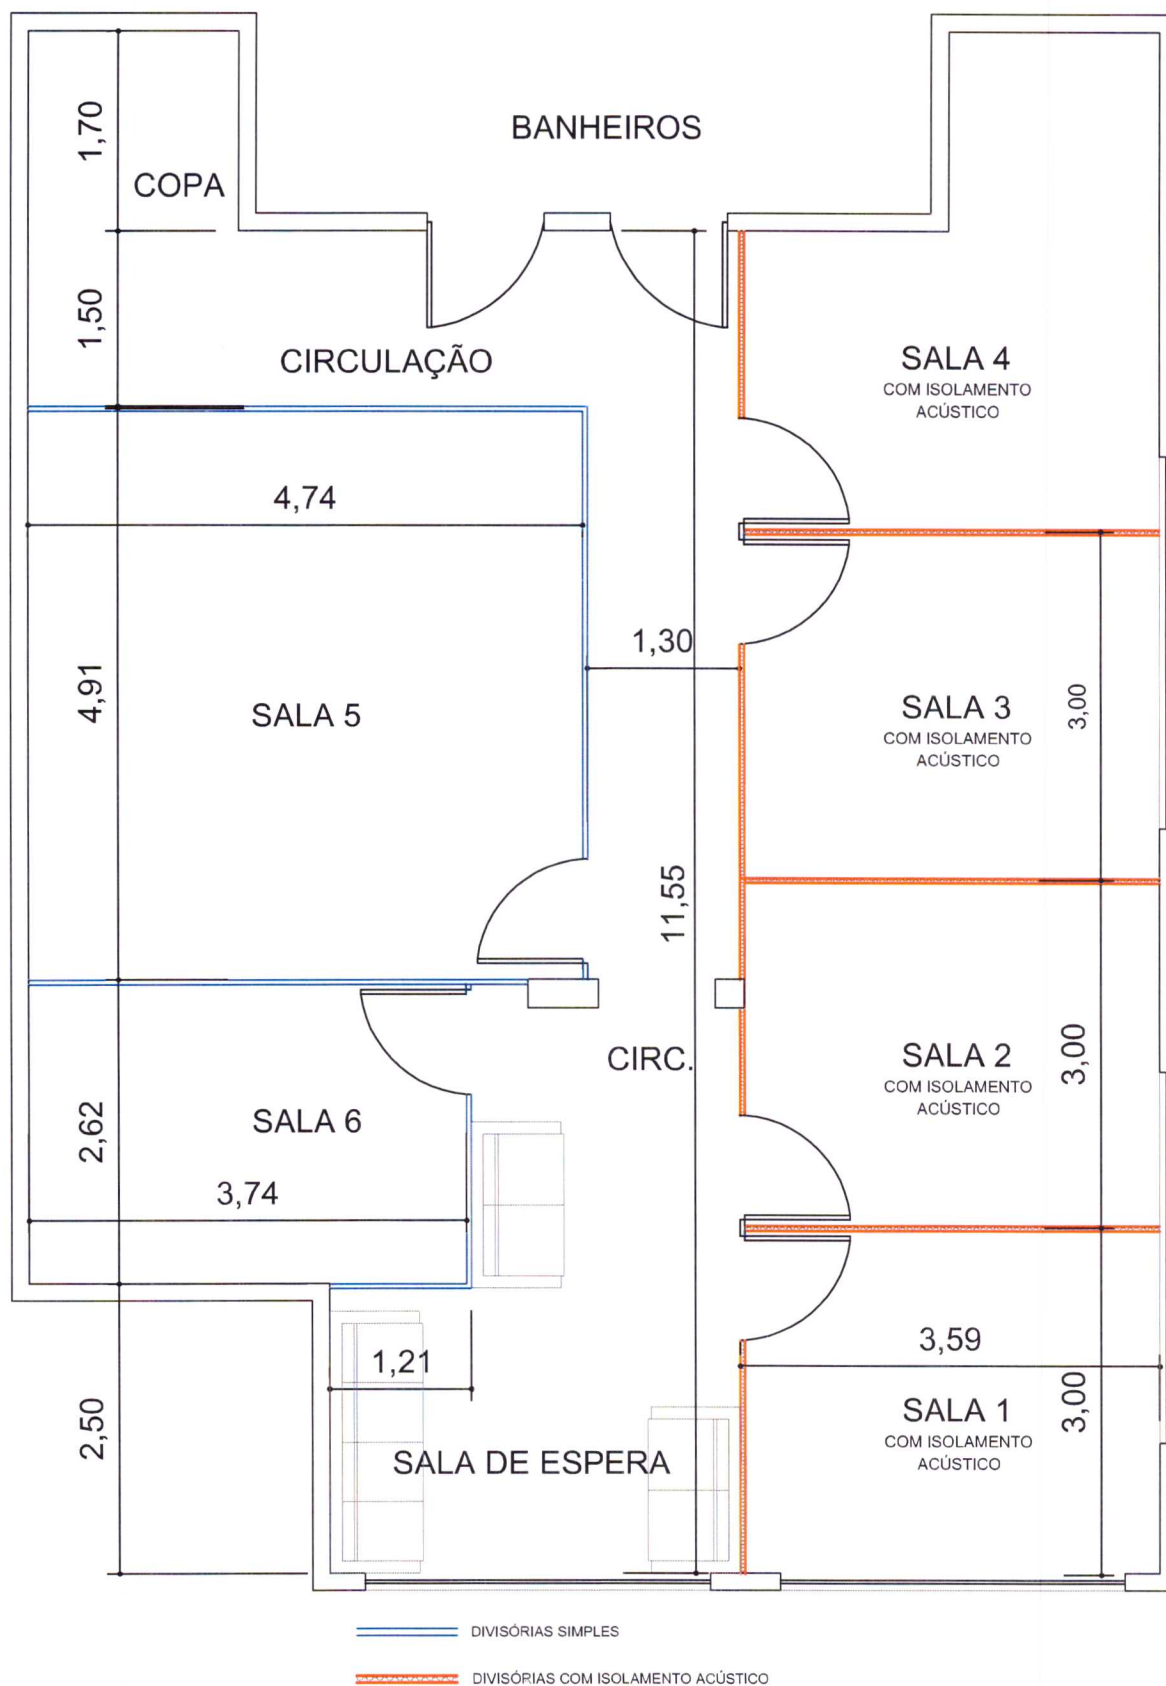 BANHEIROS
1,70
COPA
1,50
CIRCULAÇÃO
SALA 4
COM ISOLAMENTO
ACÚSTICO
4,74
1,30
4,91
SALA 5
SALA 3
COM ISOLAMENTO
ACÚSTICO
3,00
11,55
CIRC.
SALA 2
COM ISOLAMENTO
ACÚSTICO
3,00
2,62
SALA 6
3,74
1,21
3,59
2,50
SALA DE ESPERA
SALA 1
COM ISOLAMENTO
ACÚSTICO
3,00
DIVISÓRIAS SIMPLES
DIVISÓRIAS COM ISOLAMENTO ACÚSTICO